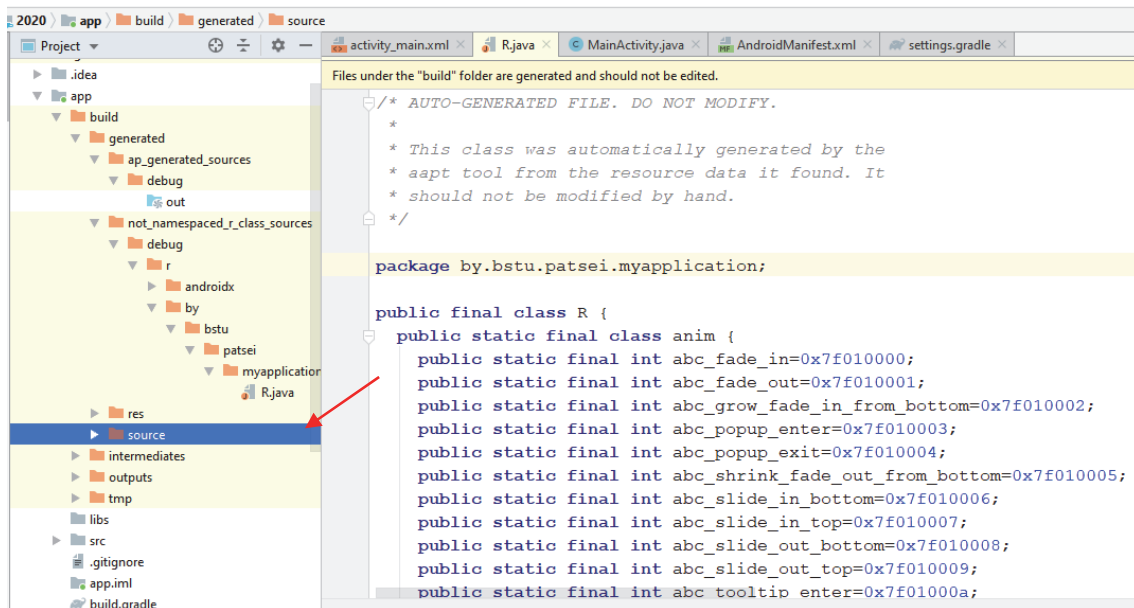 2020 app build generated source
Project
activity_main.xml R.java MainActivity.java AndroidManifest.xml settings.gradle
.idea
app
build
generated
ap_generated_sources
debug
out
not_namespaced_r_class_sources
debug
r
androidx
by
bstu
patsei
myapplication
R.java
res
source
intermediates
outputs
tmp
libs
src
.gitignore
app.iml
build.gradle
Files under the "build" folder are generated and should not be edited.
/* AUTO-GENERATED FILE. DO NOT MODIFY.
*
* This class was automatically generated by the
* aapt tool from the resource data it found. It
* should not be modified by hand.
*/
package by.bstu.patsei.myapplication;
public final class R {
public static final class anim {
public static final int abc_fade_in=0x7f010000;
public static final int abc_fade_out=0x7f010001;
public static final int abc_grow_fade_in_from_bottom=0x7f010002;
public static final int abc_popup_enter=0x7f010003;
public static final int abc_popup_exit=0x7f010004;
public static final int abc_shrink_fade_out_from_bottom=0x7f010005;
public static final int abc_slide_in_bottom=0x7f010006;
public static final int abc_slide_in_top=0x7f010007;
public static final int abc_slide_out_bottom=0x7f010008;
public static final int abc_slide_out_top=0x7f010009;
public static final int abc_tooltip_enter=0x7f01000a;